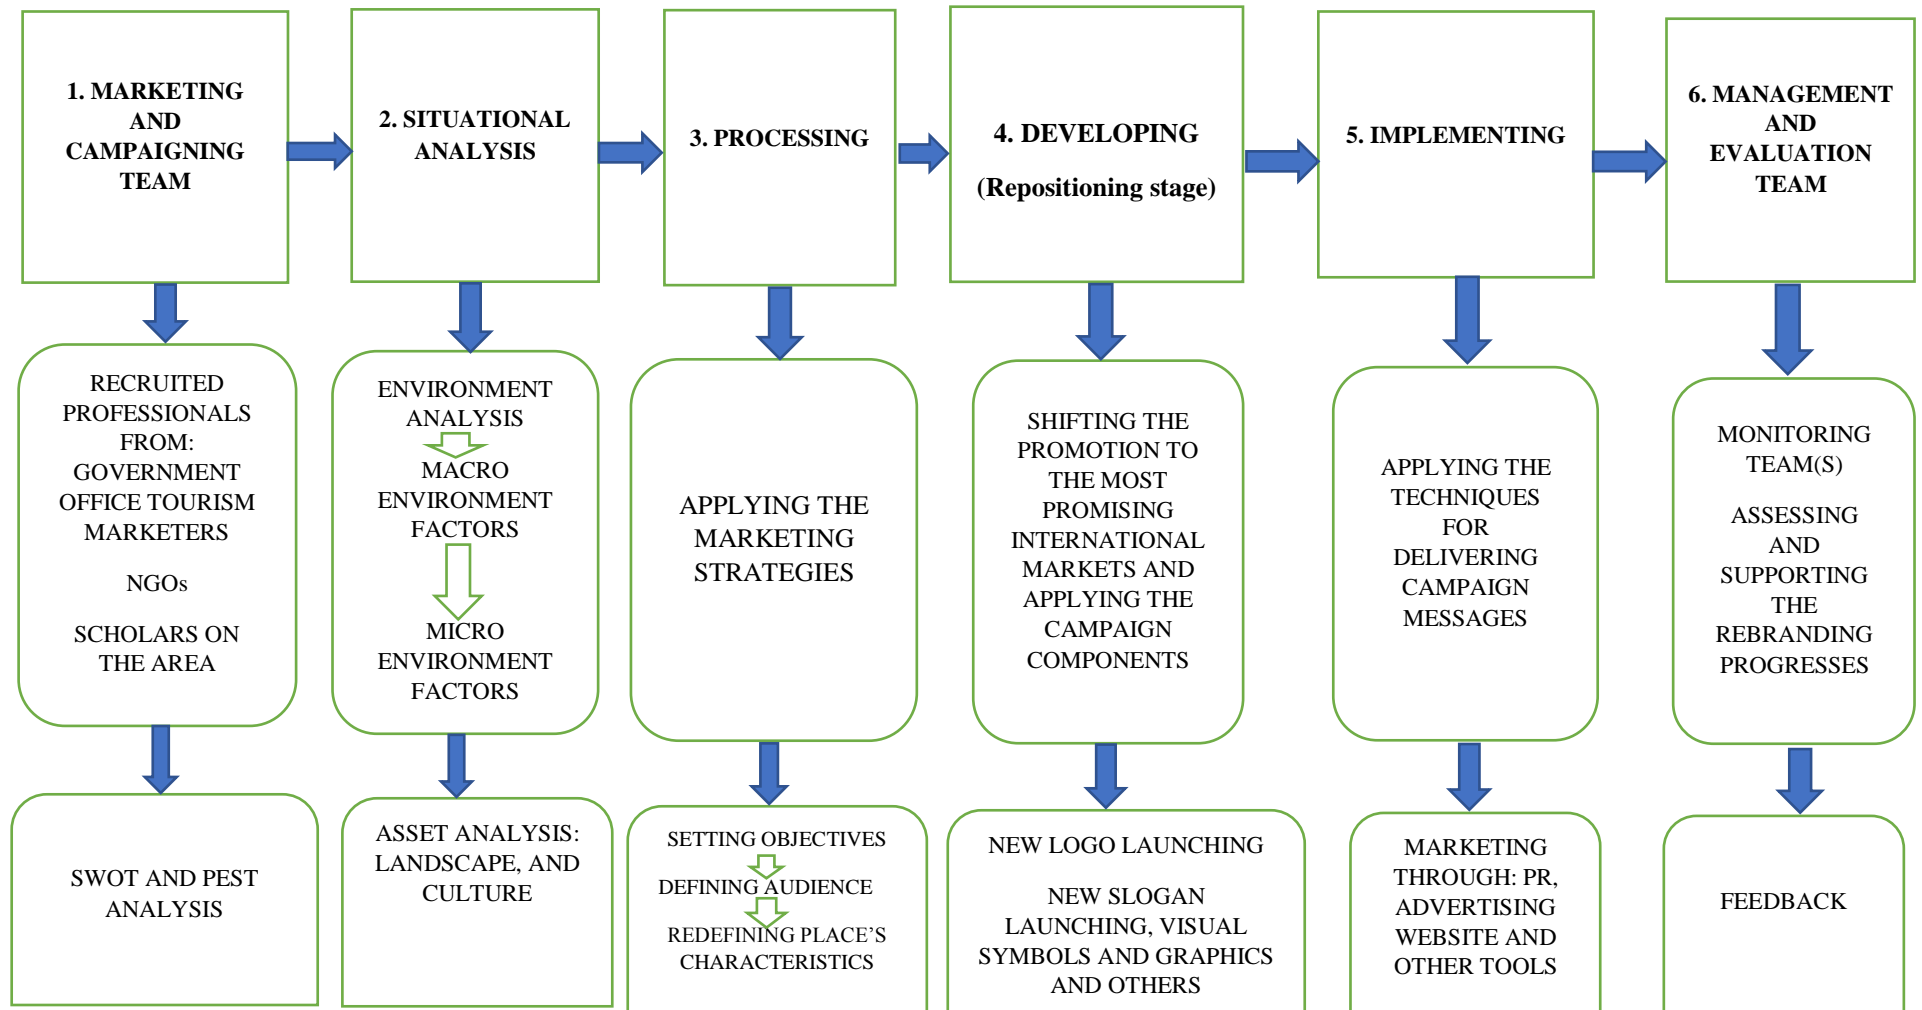 1. MARKETING
AND
CAMPAIGNING
TEAM
2. SITUATIONAL
ANALYSIS
3. PROCESSING
4. DEVELOPING
(Repositioning stage)
5. IMPLEMENTING
6. MANAGEMENT
AND
EVALUATION
TEAM
RECRUITED
PROFESSIONALS
FROM:
GOVERNMENT
OFFICE TOURISM
MARKETERS
NGOs
SCHOLARS ON
THE AREA
ENVIRONMENT
ANALYSIS
MACRO
ENVIRONMENT
FACTORS
MICRO
ENVIRONMENT
FACTORS
APPLYING THE
MARKETING
STRATEGIES
SHIFTING THE
PROMOTION TO
THE MOST
PROMISING
INTERNATIONAL
MARKETS AND
APPLYING THE
CAMPAIGN
COMPONENTS
APPLYING THE
TECHNIQUES
FOR
DELIVERING
CAMPAIGN
MESSAGES
MONITORING
TEAM(S)
ASSESSING
AND
SUPPORTING
THE
REBRANDING
PROGRESSES
SWOT AND PEST
ANALYSIS
ASSET ANALYSIS:
LANDSCAPE, AND
CULTURE
SETTING OBJECTIVES
DEFINING AUDIENCE
REDEFINING PLACE'S
CHARACTERISTICS
NEW LOGO LAUNCHING
NEW SLOGAN
LAUNCHING, VISUAL
SYMBOLS AND GRAPHICS
AND OTHERS
MARKETING
THROUGH: PR,
ADVERTISING
WEBSITE AND
OTHER TOOLS
FEEDBACK